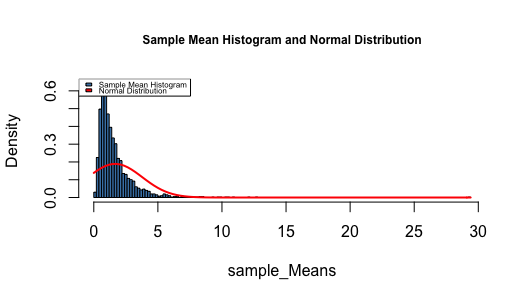 Sample Mean Histogram and Normal Distribution
Sample Mean Histogram
Normal Distribution
Density
0.6
0.3
0.0
0 5 10 15 20 25 30
sample_Means